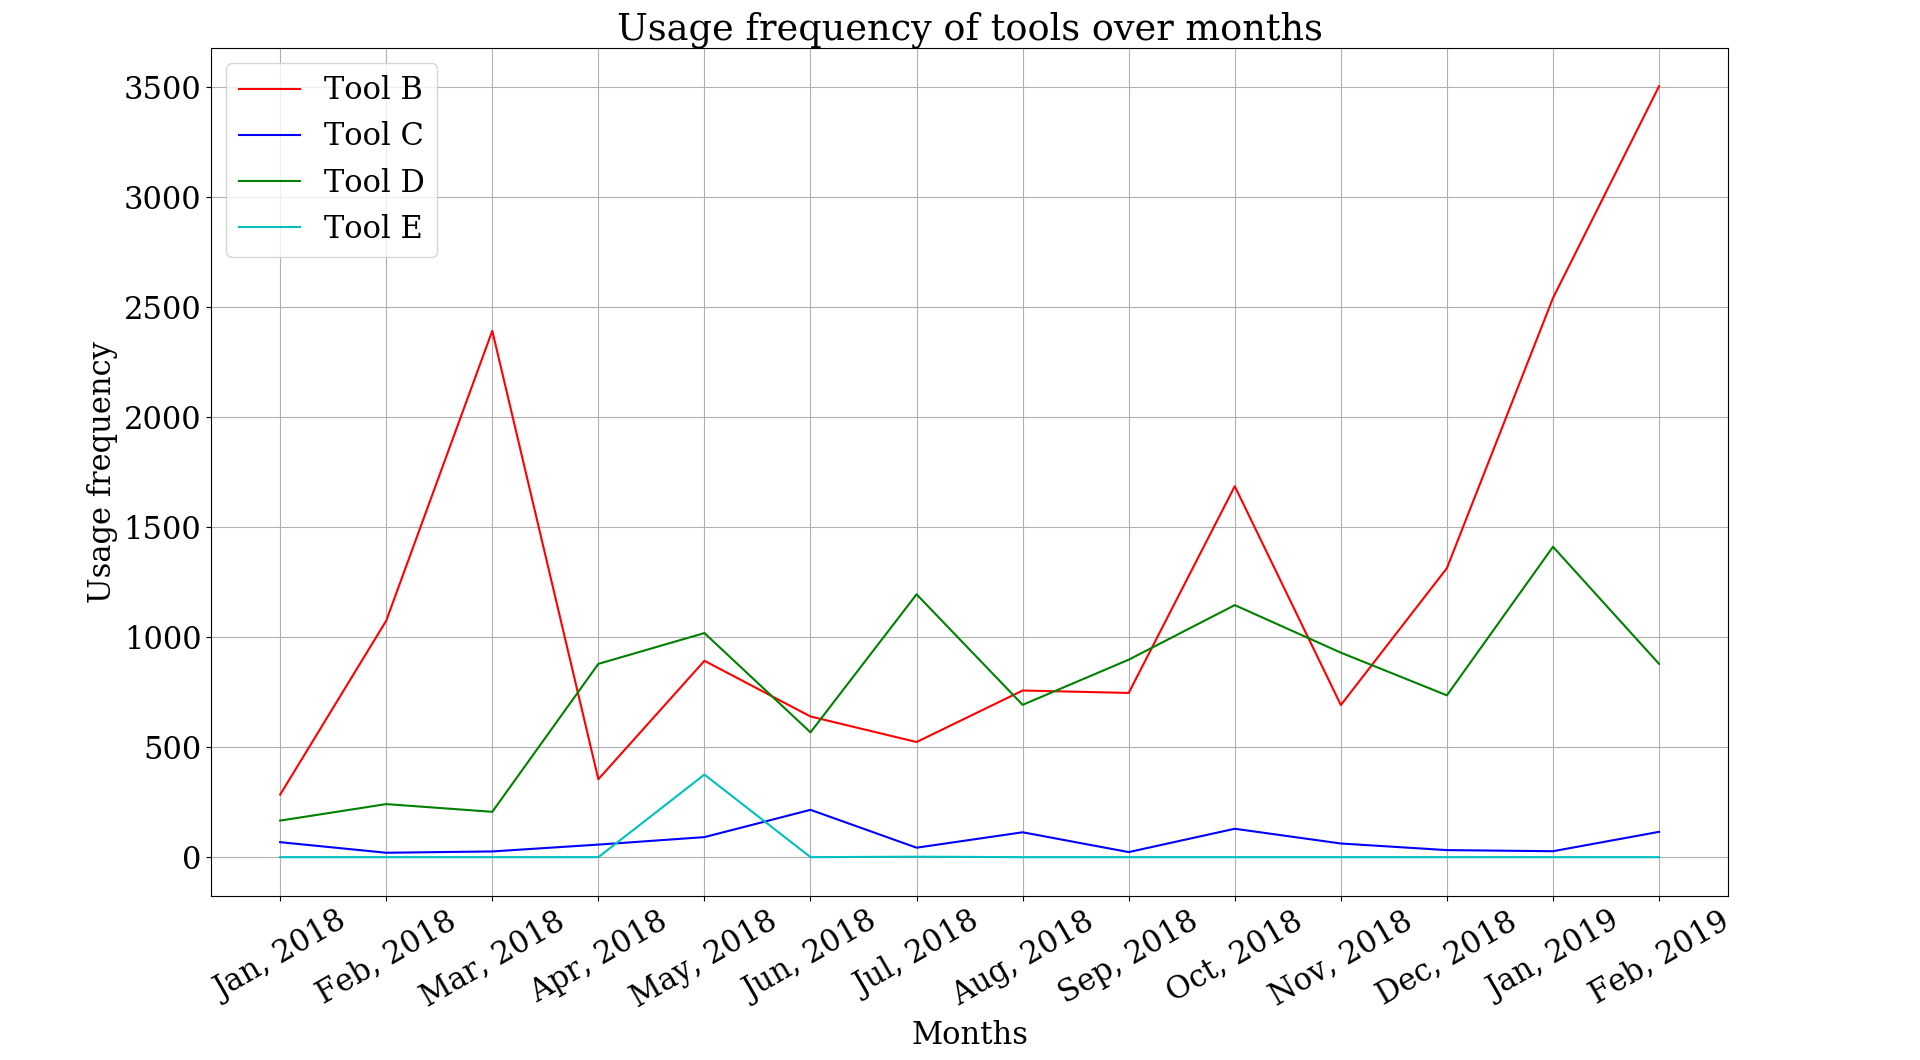 Usage frequency of tools over months
Tool B
Tool C
Tool D
Tool E
3500
3000
2500
2000
1500
1000
500
0
Usage frequency
Jan, 2018
Feb, 2018
Mar, 2018
Apr, 2018
May, 2018
Jun, 2018
Jul, 2018
Aug, 2018
Sep, 2018
Oct, 2018
Nov, 2018
Dec, 2018
Jan, 2019
Feb, 2019
Months